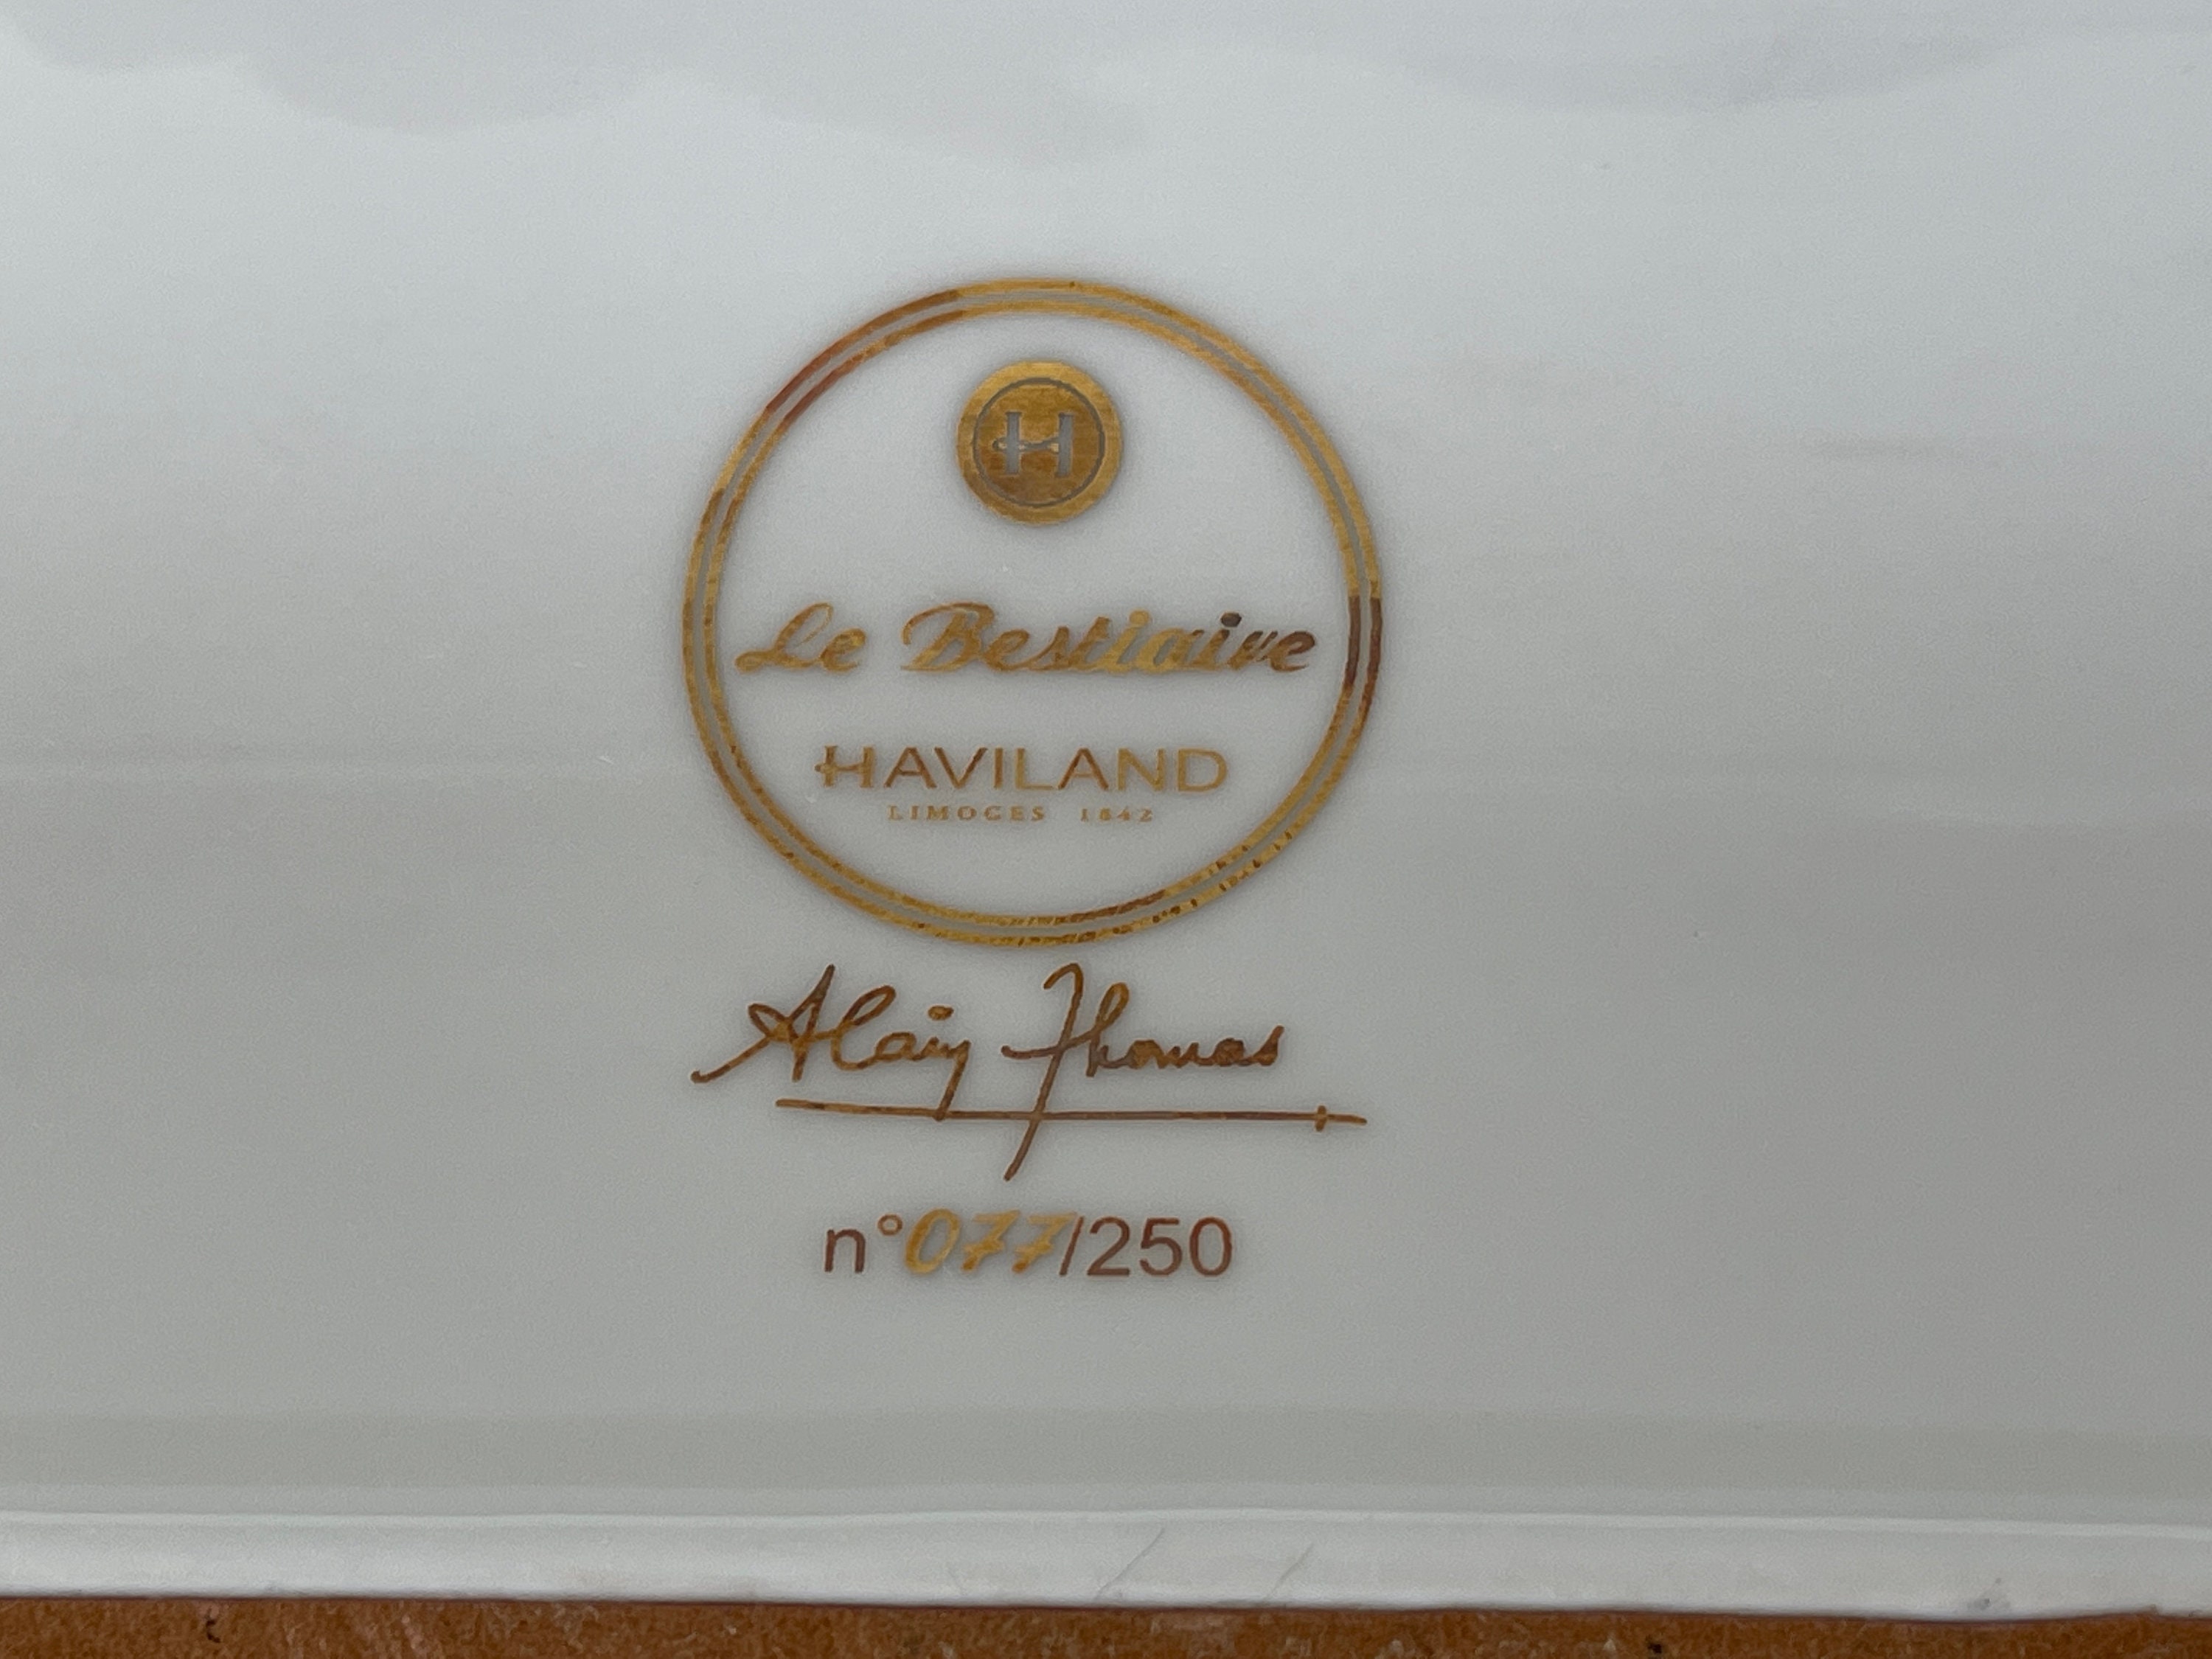 H
Le Bestiaire
HAVILAND
LIMOGES 1842
Alain Thomas
n°077/250